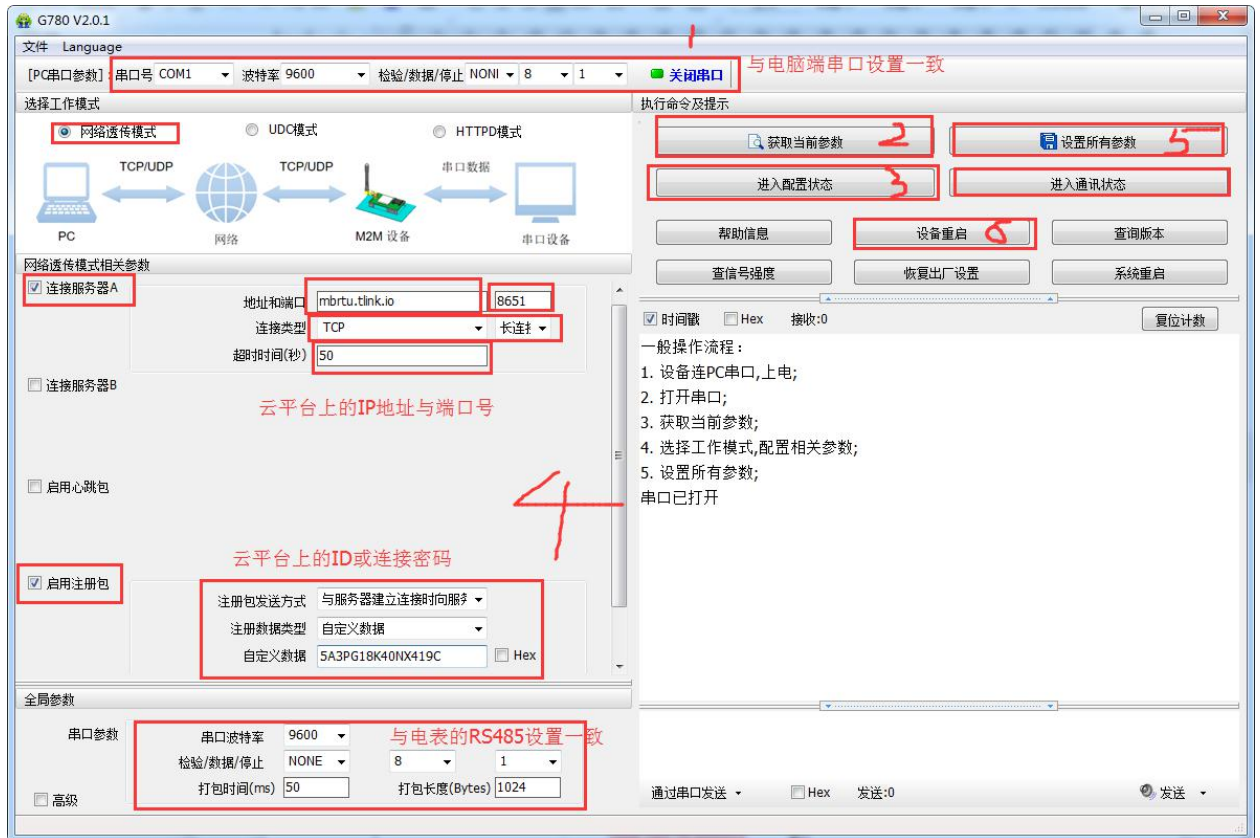 G780 V2.0.1
文件 Language
1
[PC串口参数]: 串口号 COM1 波特率 9600 检验/数据/停止 NONI 8 1 关闭串口
与电脑端串口设置一致
选择工作模式
网络透传模式 UDC模式 HTTPD模式
TCP/UDP TCP/UDP 串口数据
PC 网络 M2M 设备 串口设备
网络透传模式相关参数
连接服务器A
地址和端口 mbrtu.tlink.io 8651
连接类型 TCP 长连接
超时时间(秒) 50
连接服务器B
云平台上的IP地址与端口号
启用心跳包
4
云平台上的ID或连接密码
启用注册包
注册包发送方式 与服务器建立连接时向服务
注册数据类型 自定义数据
自定义数据 5A3PG18K40NX419C Hex
全局参数
串口参数
串口波特率 9600 与电表的RS485设置一致
检验/数据/停止 NONE 8 1
打包时间(ms) 50 打包长度(Bytes) 1024
高级
执行命令及提示
获取当前参数 2 设置所有参数 5
进入配置状态 3 进入通讯状态
帮助信息 设备重启 6 查询版本
查信号强度 恢复出厂设置 系统重启
时间戳 Hex 接收:0 复位计数
一般操作流程:
1. 设备连PC串口,上电;
2. 打开串口;
3. 获取当前参数;
4. 选择工作模式,配置相关参数;
5. 设置所有参数;
串口已打开
通过串口发送 Hex 发送:0 发送